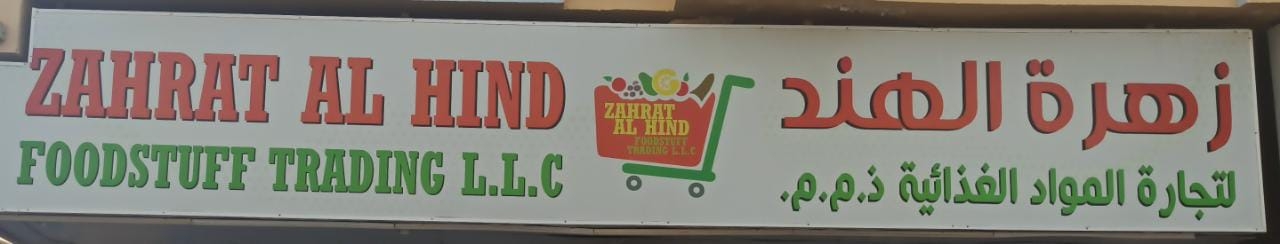 ZAHRAT AL HIND
FOODSTUFF TRADING L.L.C
ZAHRAT
AL HIND
FOODSTUFF
TRADING L.L.C
زهرة الهند
لتجارة المواد الغذائية ذ.م.م.